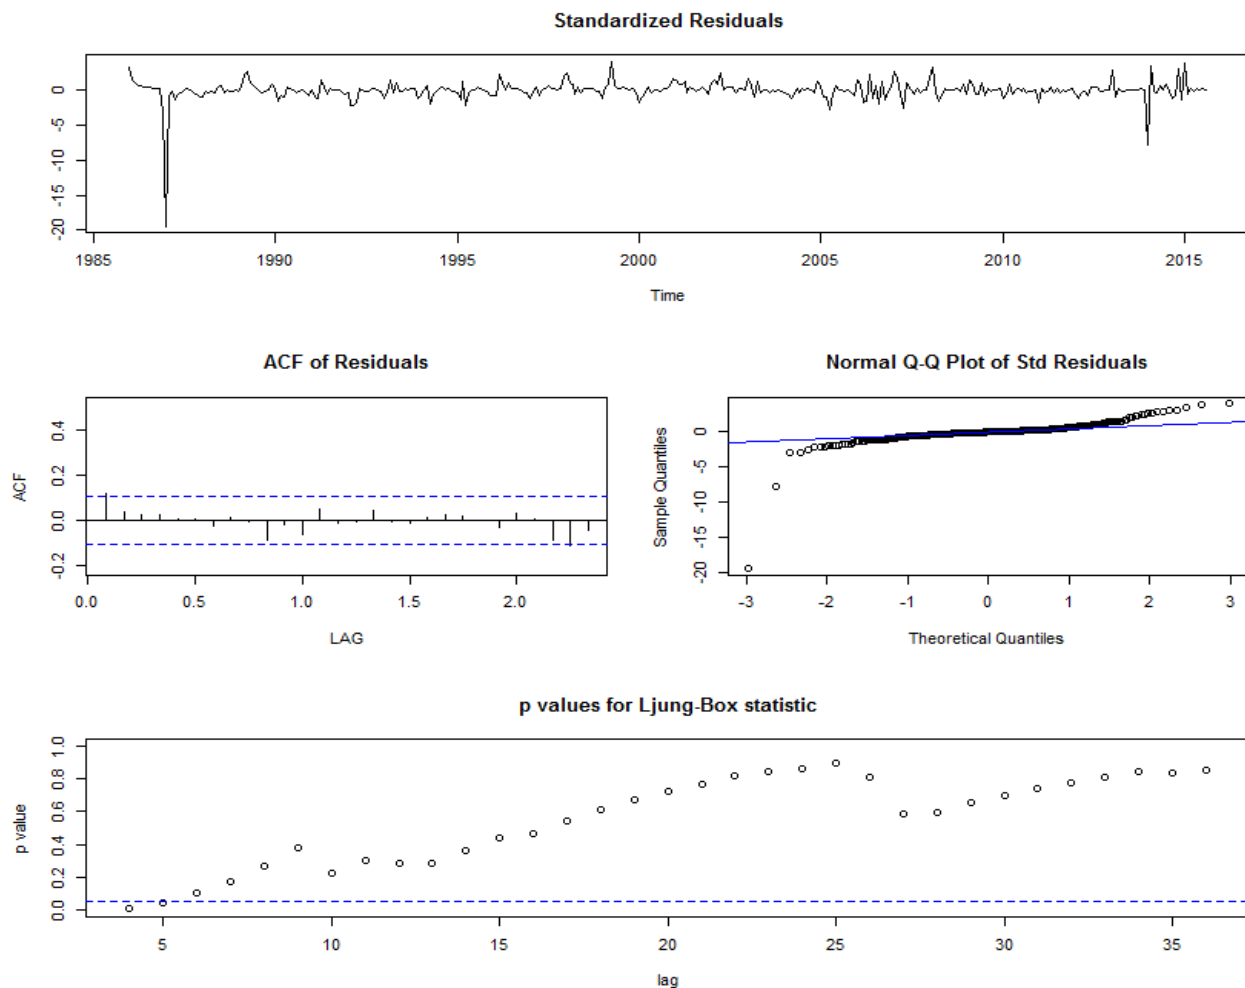 Standardized Residuals
0
-5
-10
-15
-20
1985 1990 1995 2000 2005 2010 2015
Time
ACF of Residuals
ACF
0.4
0.2
0.0
-0.2
0.0 0.5 1.0 1.5 2.0
LAG
Normal Q-Q Plot of Std Residuals
Sample Quantiles
0
-5
-10
-15
-20
-3 -2 -1 0 1 2 3
Theoretical Quantiles
p values for Ljung-Box statistic
p value
1.0
0.8
0.6
0.4
0.2
0.0
5 10 15 20 25 30 35
lag